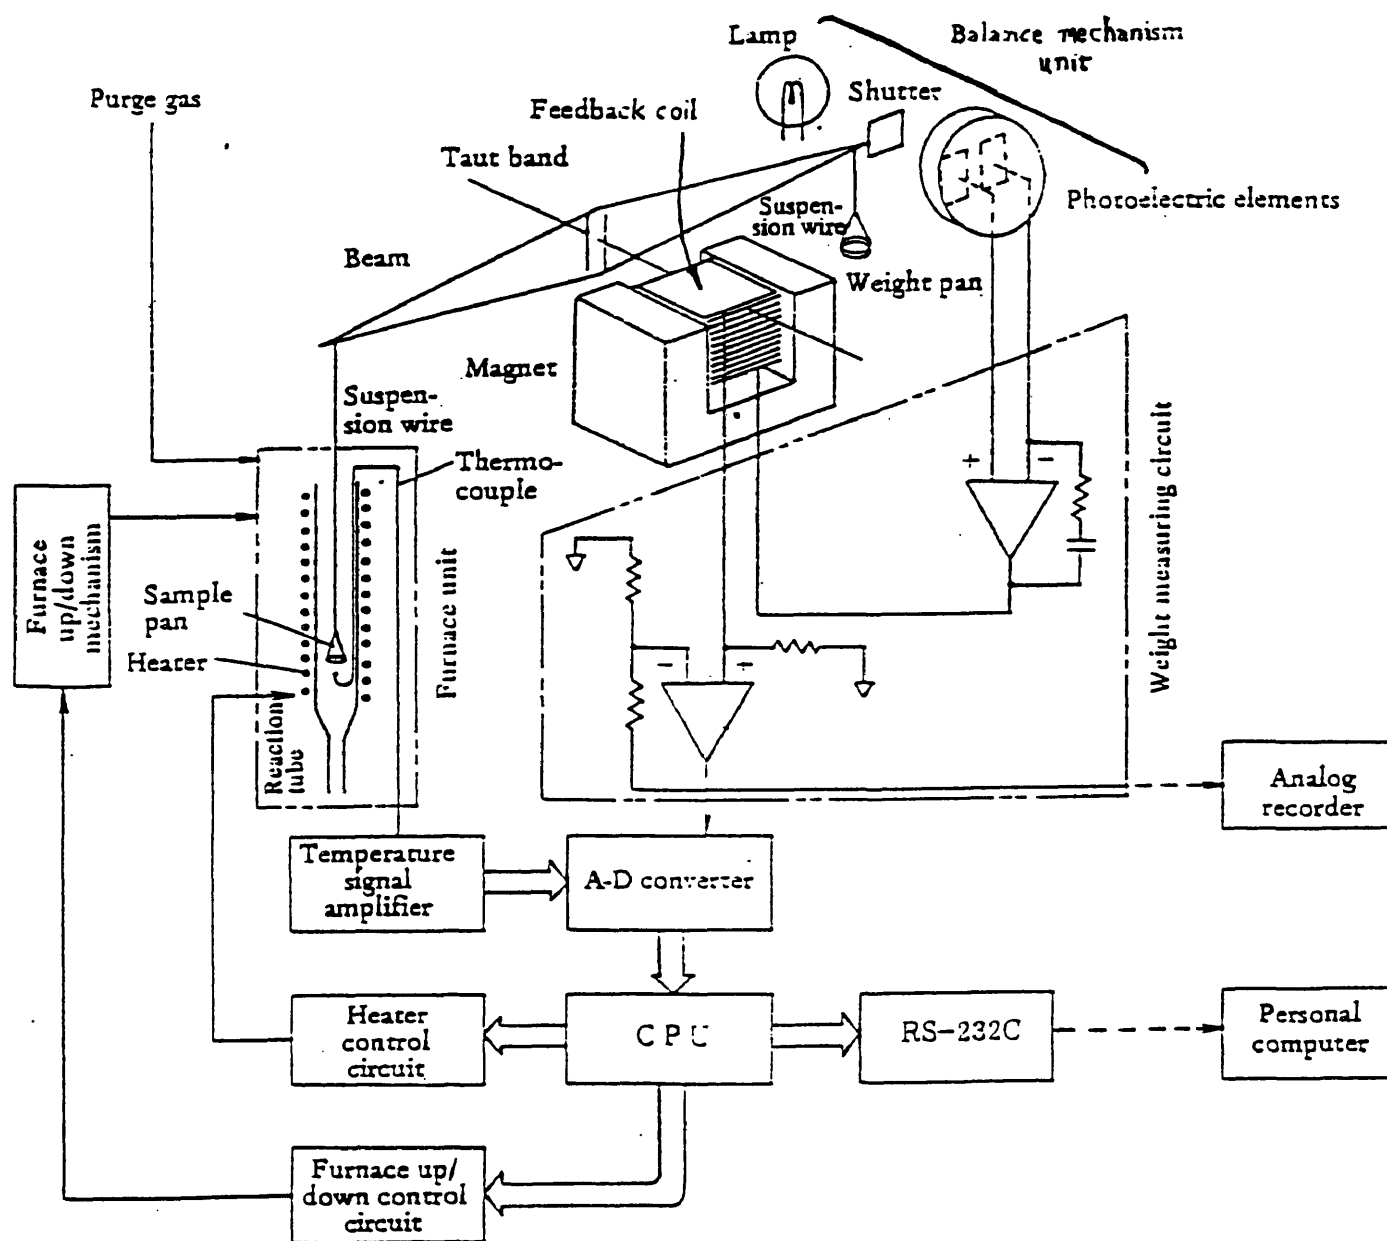 Lamp
Balance mechanism
unit
Purge gas
Feedback coil
Shutter
Taut band
Photoelectric elements
Suspen-
sion wire
Beam
Weight pan
Magnet
Suspen-
sion wire
Thermo-
couple
+ −
Weight measuring circuit
Furnace
up/down
mechanism
Furnace unit
Sample
pan
Heater
− +
Reaction
tube
Analog
recorder
Temperature
signal
amplifier
A-D converter
Heater
control
circuit
CPU
RS-232C
Personal
computer
Furnace up/
down control
circuit